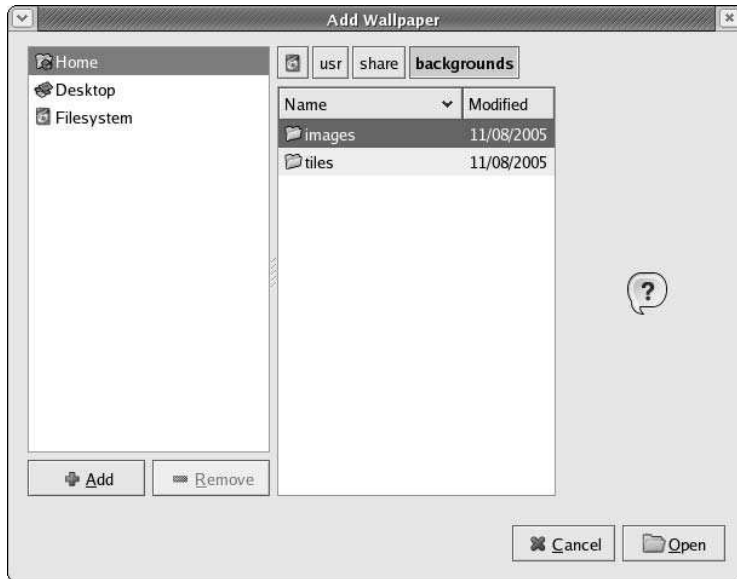 Add Wallpaper
Home
Desktop
Filesystem
usr share backgrounds
Name Modified
images 11/08/2005
tiles 11/08/2005
?
Add Remove
Cancel Open